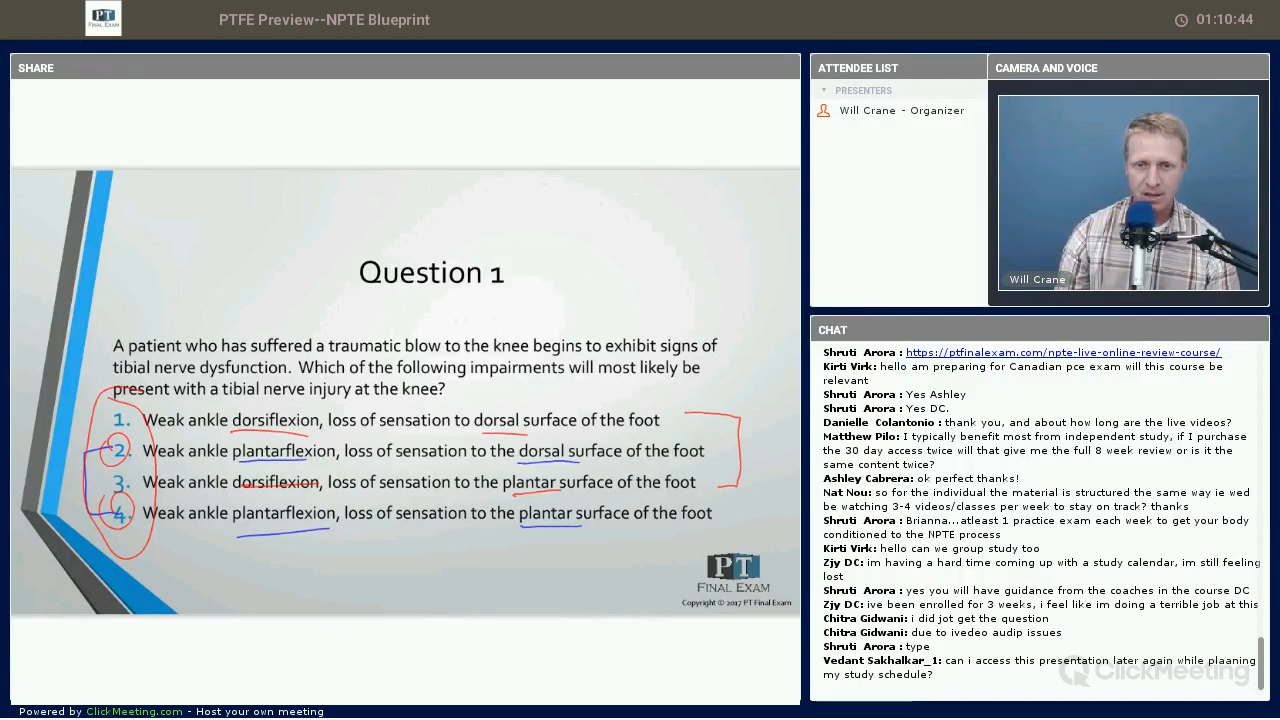 PT
FINAL EXAM
PTFE Preview--NPTE Blueprint
01:10:44
SHARE
Question 1
A patient who has suffered a traumatic blow to the knee begins to exhibit signs of
tibial nerve dysfunction. Which of the following impairments will most likely be
present with a tibial nerve injury at the knee?
1. Weak ankle dorsiflexion, loss of sensation to dorsal surface of the foot
2. Weak ankle plantarflexion, loss of sensation to the dorsal surface of the foot
3. Weak ankle dorsiflexion, loss of sensation to the plantar surface of the foot
4. Weak ankle plantarflexion, loss of sensation to the plantar surface of the foot
PT
FINAL EXAM
Copyright © 2017 PT Final Exam
ATTENDEE LIST
PRESENTERS
Will Crane - Organizer
CAMERA AND VOICE
Will Crane
CHAT
Shruti Arora : https://ptfinalexam.com/npte-live-online-review-course/
Kirti Virk: hello am preparing for Canadian pce exam will this course be
relevant
Shruti Arora : Yes Ashley
Shruti Arora : Yes DC.
Danielle Colantonio : thank you, and about how long are the live videos?
Matthew Pilo: I typically benefit most from independent study, if I purchase
the 30 day access twice will that give me the full 8 week review or is it the
same content twice?
Ashley Cabrera: ok perfect thanks!
Nat Nou: so for the individual the material is structured the same way ie wed
be watching 3-4 videos/classes per week to stay on track? thanks
Shruti Arora : Brianna...atleast 1 practice exam each week to get your body
conditioned to the NPTE process
Kirti Virk: hello can we group study too
Zjy DC: im having a hard time coming up with a study calendar, im still feeling
lost
Shruti Arora : yes you will have guidance from the coaches in the course DC
Zjy DC: ive been enrolled for 3 weeks, i feel like im doing a terrible job at this
Chitra Gidwani: i did jot get the question
Chitra Gidwani: due to ivedeo audip issues
Shruti Arora : type
Vedant Sakhalkar_1: can i access this presentation later again while plaaning
my study schedule?
ClickMeeting
Powered by ClickMeeting.com - Host your own meeting